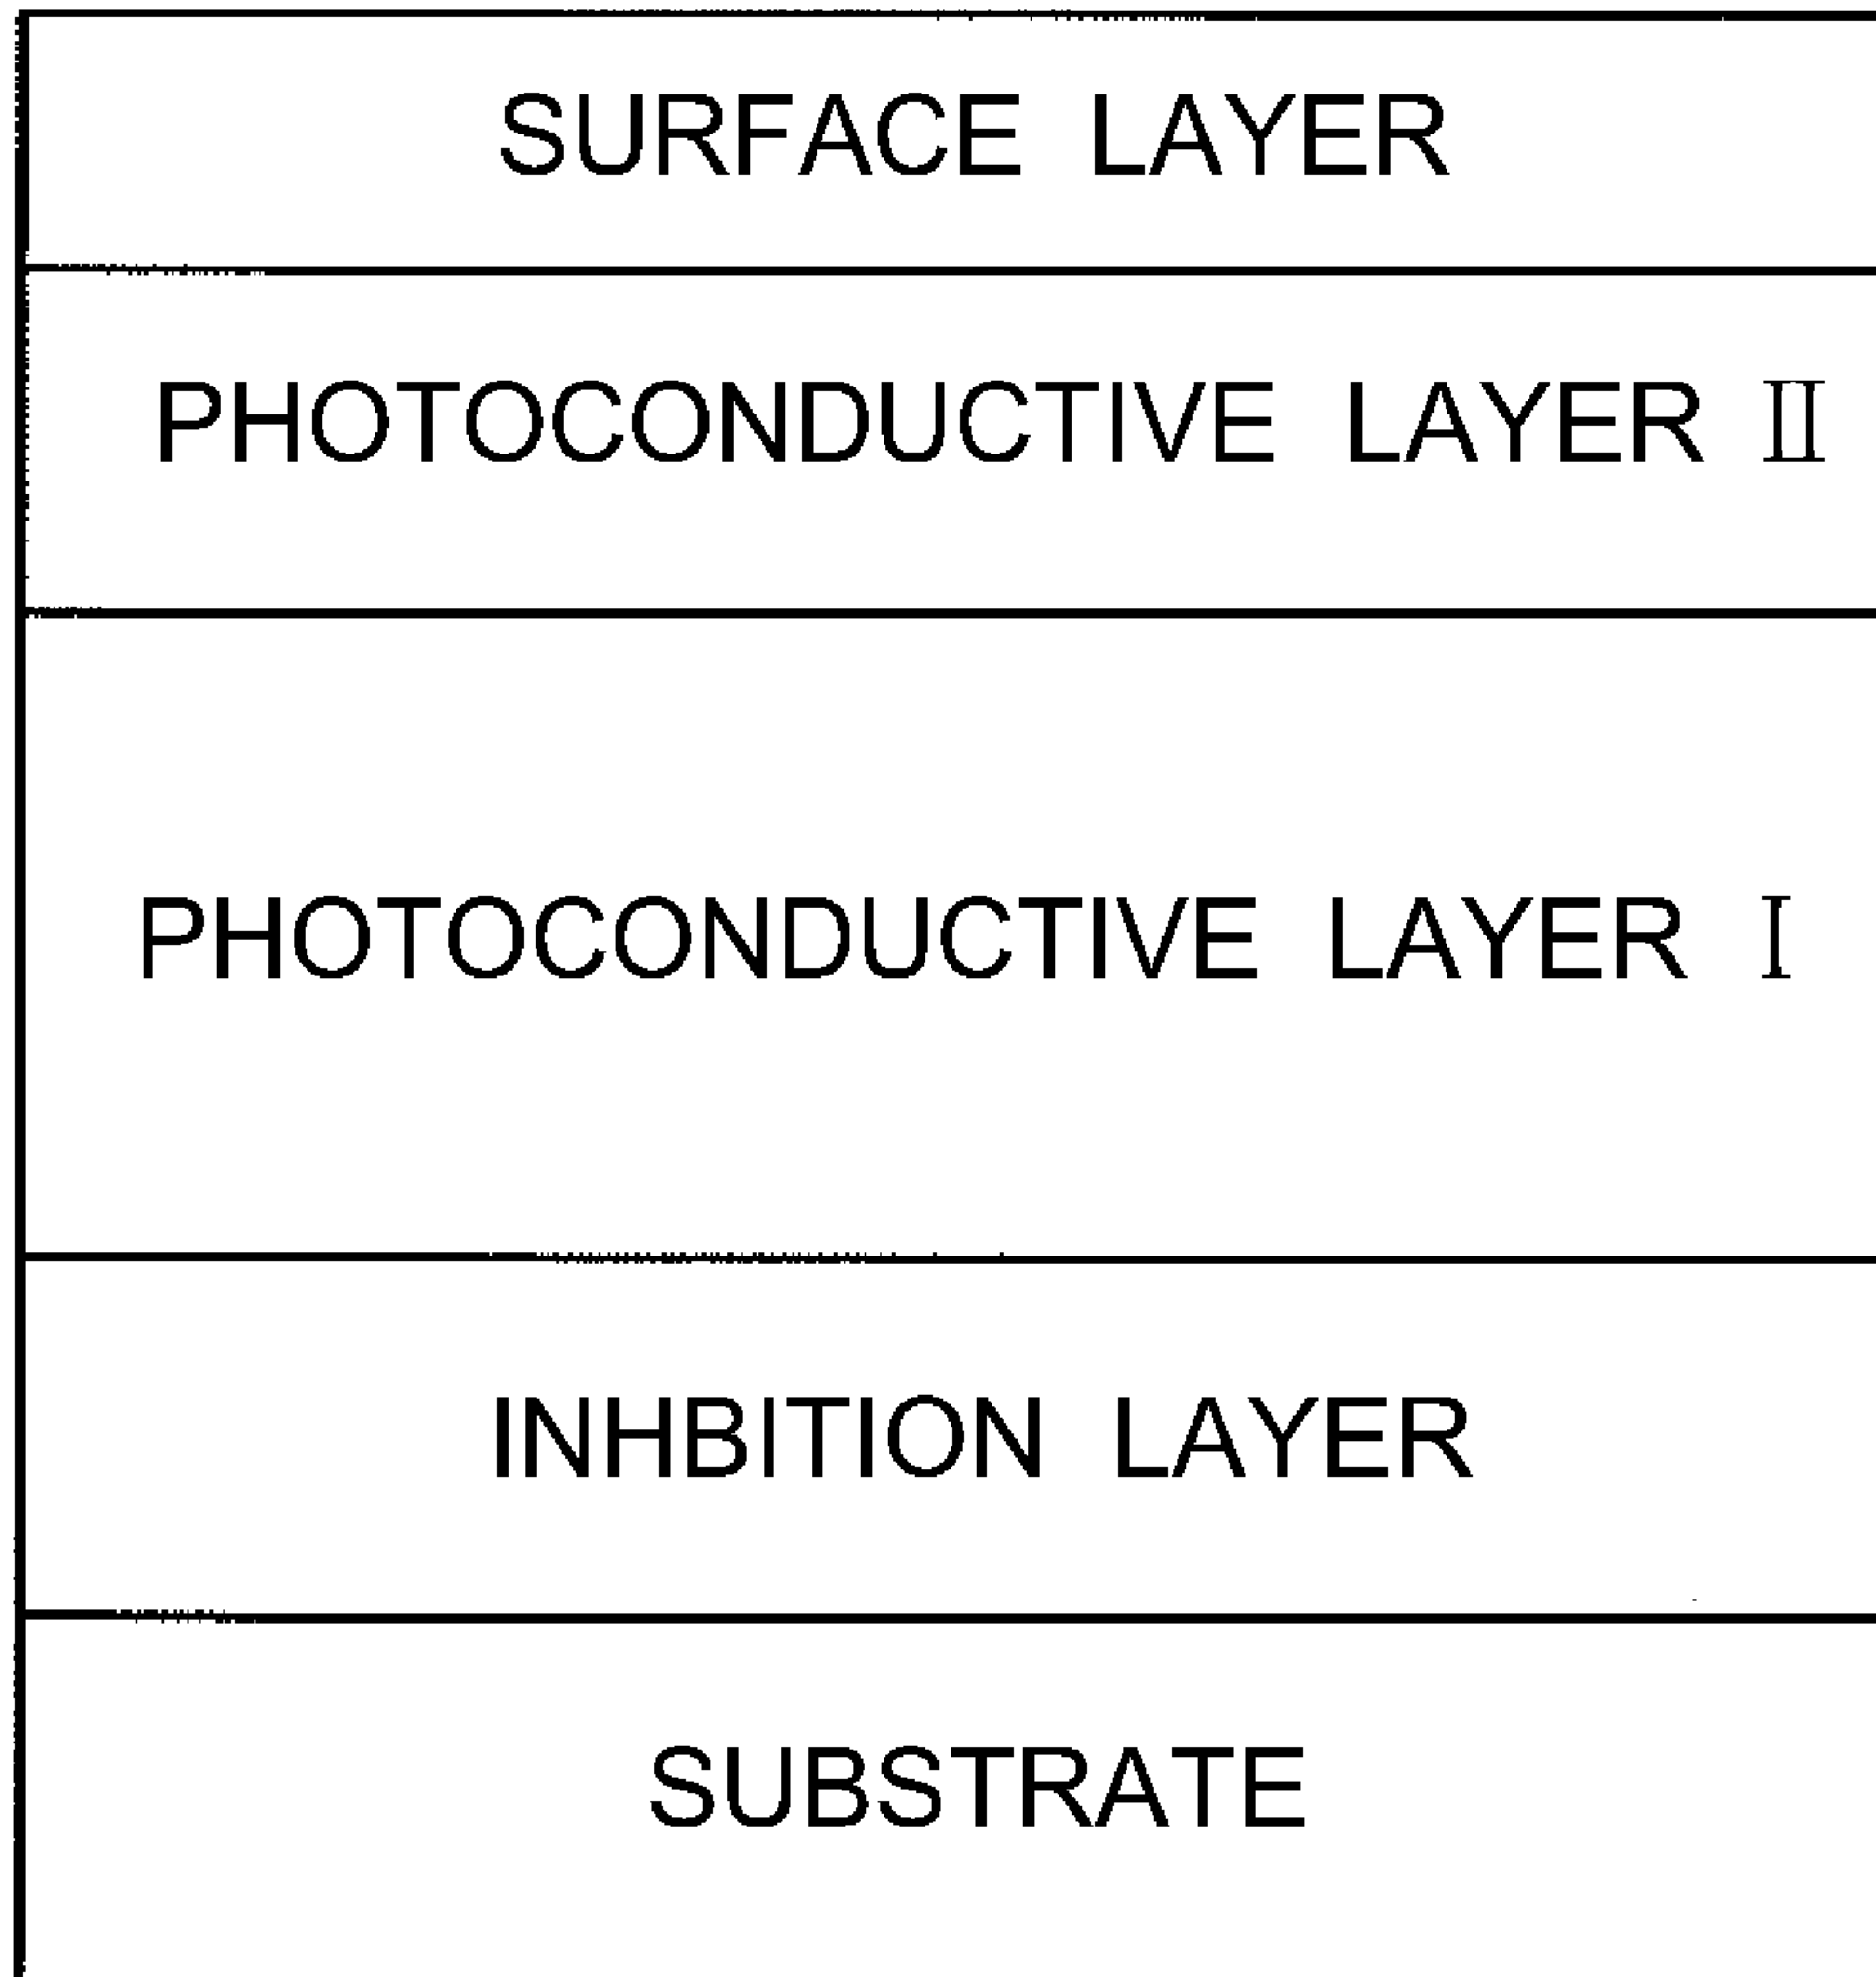 SURFACE LAYER
PHOTOCONDUCTIVE LAYER Ⅱ
PHOTOCONDUCTIVE LAYER Ⅰ
INHBITION LAYER
SUBSTRATE